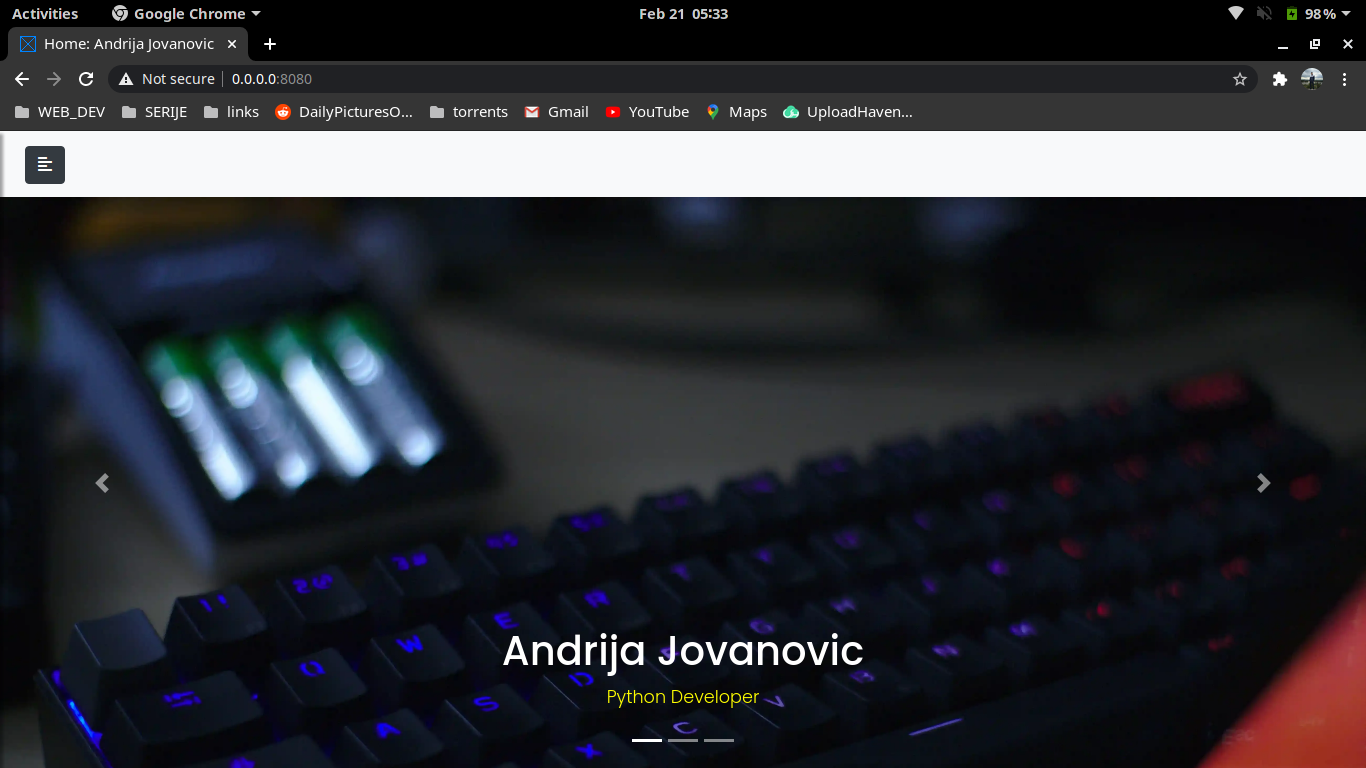 Activities Google Chrome Feb 21 05:33 98%
Home: Andrija Jovanovic
Not secure 0.0.0.0:8080
WEB_DEV SERIJE links DailyPicturesO... torrents Gmail YouTube Maps UploadHaven...
W E
A S D G H N M
X C V
Andrija Jovanovic
Python Developer